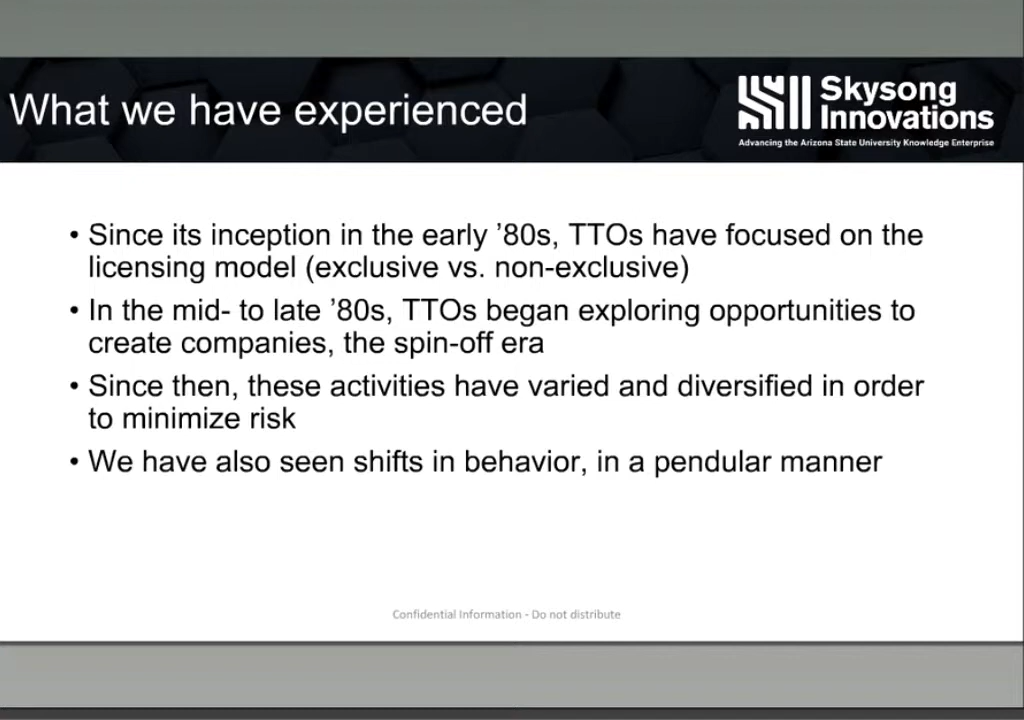 What we have experienced
Skysong
Innovations
Advancing the Arizona State University Knowledge Enterprise
• Since its inception in the early ’80s, TTOs have focused on the
licensing model (exclusive vs. non-exclusive)
• In the mid- to late ’80s, TTOs began exploring opportunities to
create companies, the spin-off era
• Since then, these activities have varied and diversified in order
to minimize risk
• We have also seen shifts in behavior, in a pendular manner
Confidential Information - Do not distribute